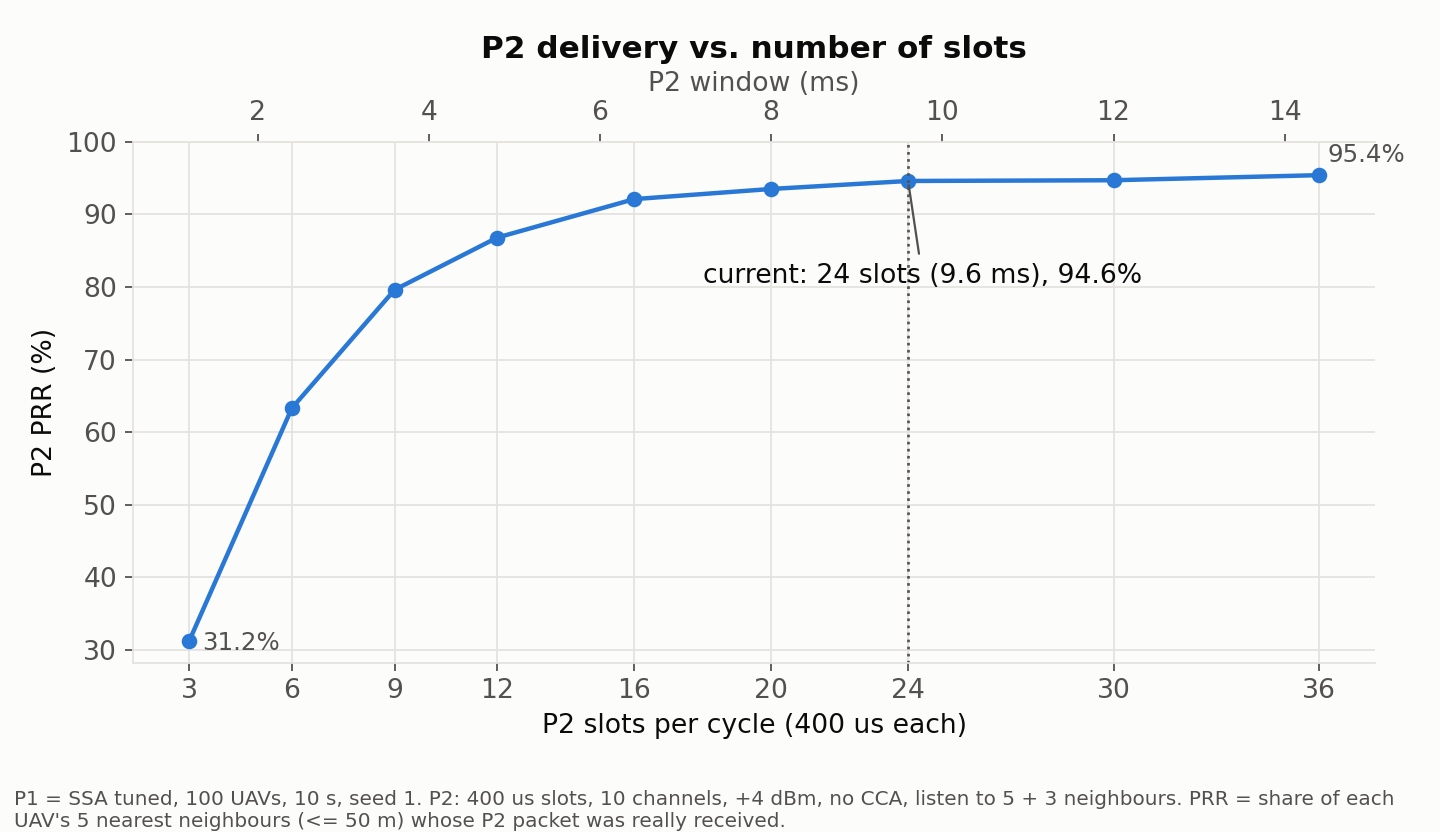 P2 delivery vs. number of slots
P2 window (ms)
2 4 6 8 10 12 14
100
95.4%
90
current: 24 slots (9.6 ms), 94.6%
80
70
60
50
40
31.2%
30
P2 PRR (%)
3 6 9 12 16 20 24 30 36
P2 slots per cycle (400 us each)
P1 = SSA tuned, 100 UAVs, 10 s, seed 1. P2: 400 us slots, 10 channels, +4 dBm, no CCA, listen to 5 + 3 neighbours. PRR = share of each
UAV's 5 nearest neighbours (<= 50 m) whose P2 packet was really received.